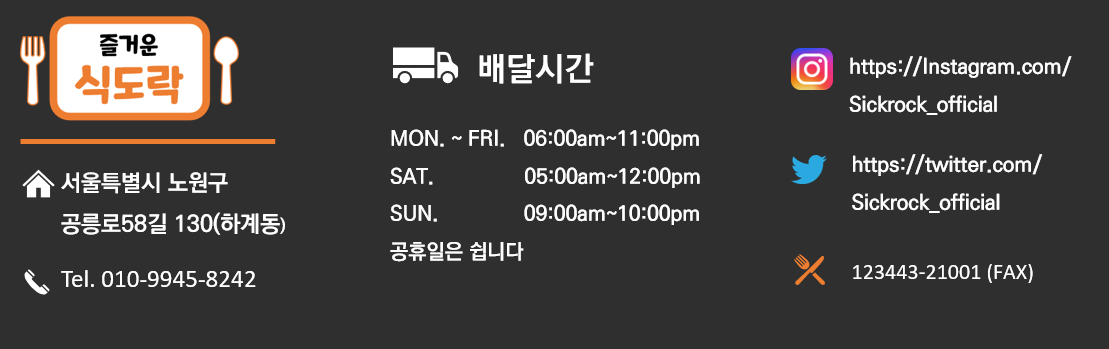 즐거운
식도락
서울특별시 노원구
공릉로58길 130(하계동)
Tel. 010-9945-8242
배달시간
MON. ~ FRI. 06:00am~11:00pm
SAT. 05:00am~12:00pm
SUN. 09:00am~10:00pm
공휴일은 쉽니다
https://Instagram.com/
Sickrock_official
https://twitter.com/
Sickrock_official
123443-21001 (FAX)